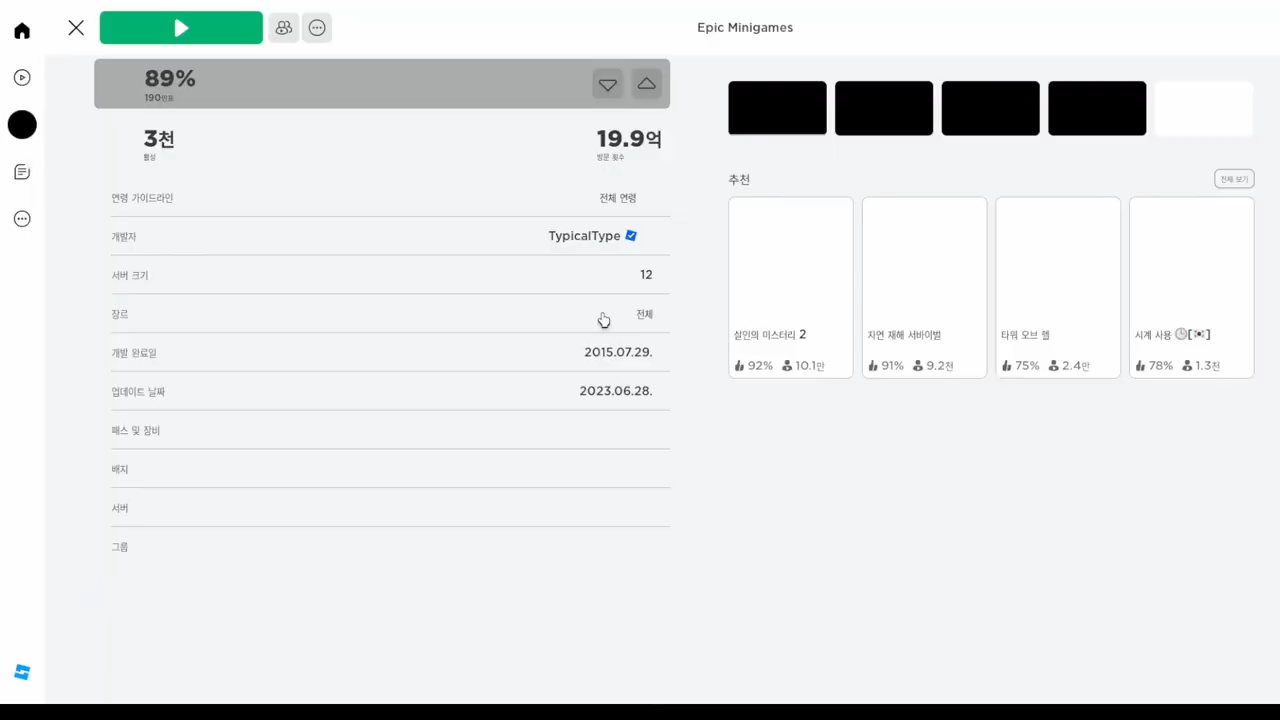 Epic Minigames
89%
190만표
3천
활성
19.9억
방문 횟수
연령 가이드라인 전체 연령
개발자 TypicalType
서버 크기 12
장르 전체
개발 완료일 2015.07.29.
업데이트 날짜 2023.06.28.
패스 및 장비
배지
서버
그룹
추천 전체 보기
살인의 미스터리 2
92% 10.1만
자연 재해 서바이벌
91% 9.2천
타워 오브 헬
75% 2.4만
시계 사용 🕒[💌]
78% 1.3천